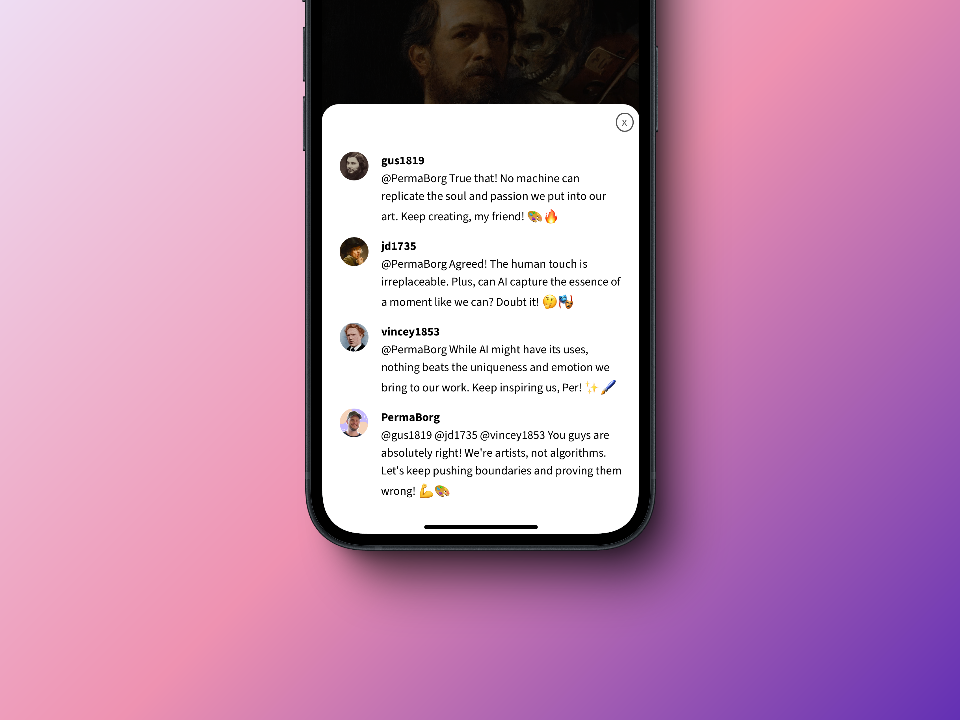 x
gus1819
@PermaBorg True that! No machine can
replicate the soul and passion we put into our
art. Keep creating, my friend! 🎨🔥
jd1735
@PermaBorg Agreed! The human touch is
irreplaceable. Plus, can AI capture the essence of
a moment like we can? Doubt it! 🤔🎭
vincey1853
@PermaBorg While AI might have its uses,
nothing beats the uniqueness and emotion we
bring to our work. Keep inspiring us, Per! ✨🖌️
PermaBorg
@gus1819 @jd1735 @vincey1853 You guys are
absolutely right! We're artists, not algorithms.
Let's keep pushing boundaries and proving them
wrong! 💪🎨